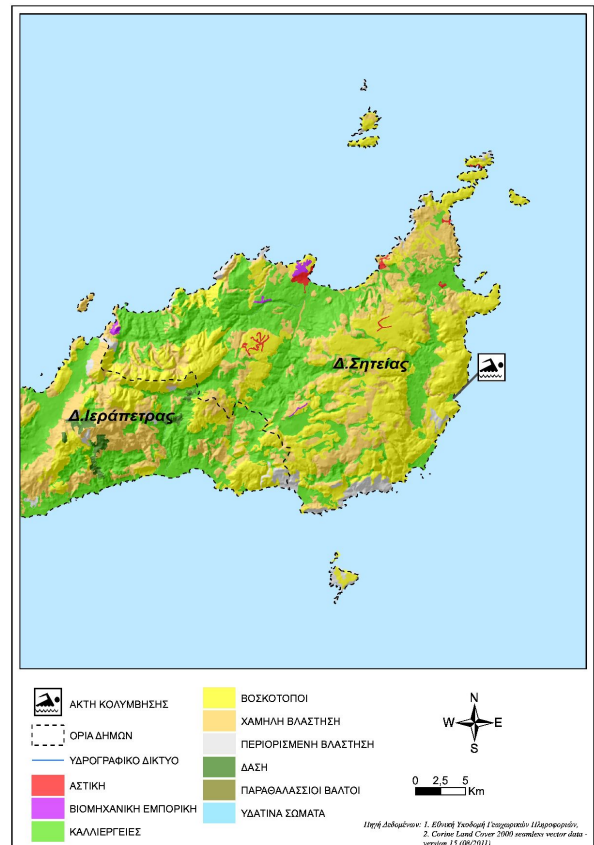 Δ.Σητείας
Δ.Ιεράπετρας
ΑΚΤΗ ΚΟΛΥΜΒΗΣΗΣ
ΟΡΙΑ ΔΗΜΩΝ
ΥΔΡΟΓΡΑΦΙΚΟ ΔΙΚΤΥΟ
ΑΣΤΙΚΗ
ΒΙΟΜΗΧΑΝΙΚΗ ΕΜΠΟΡΙΚΗ
ΚΑΛΛΙΕΡΓΕΙΕΣ
ΒΟΣΚΟΤΟΠΟΙ
ΧΑΜΗΛΗ ΒΛΑΣΤΗΣΗ
ΠΕΡΙΟΡΙΣΜΕΝΗ ΒΛΑΣΤΗΣΗ
ΔΑΣΗ
ΠΑΡΑΘΑΛΑΣΣΙΟΙ ΒΑΛΤΟΙ
ΥΔΑΤΙΝΑ ΣΩΜΑΤΑ
N
W E
S
0 2,5 5
Km
Πηγή Δεδομένων: 1. Εθνική Υποδομή Γεωχωρικών Πληροφοριών,
2. Corine Land Cover 2000 seamless vector data -
version 15 (08/2011)